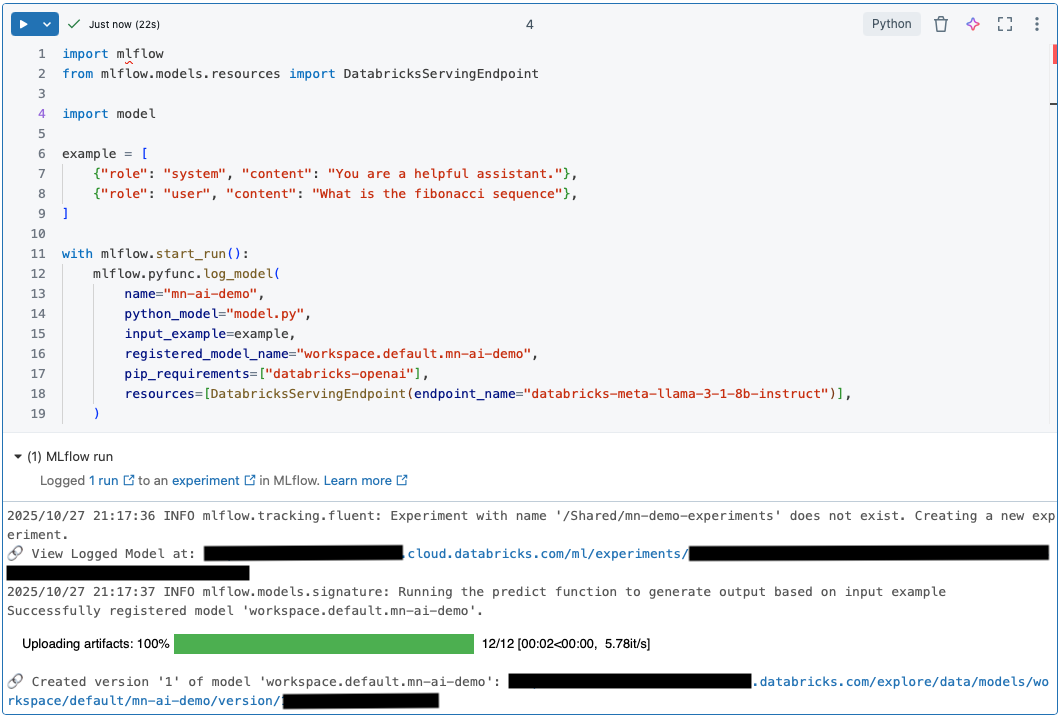 Just now (22s)
4
Python
1 import mlflow
2 from mlflow.models.resources import DatabricksServingEndpoint
3
4 import model
5
6 example = [
7     {"role": "system", "content": "You are a helpful assistant."},
8     {"role": "user", "content": "What is the fibonacci sequence"},
9 ]
10
11 with mlflow.start_run():
12     mlflow.pyfunc.log_model(
13         name="mn-ai-demo",
14         python_model="model.py",
15         input_example=example,
16         registered_model_name="workspace.default.mn-ai-demo",
17         pip_requirements=["databricks-openai"],
18         resources=[DatabricksServingEndpoint(endpoint_name="databricks-meta-llama-3-1-8b-instruct")],
19     )
(1) MLflow run
Logged 1 run to an experiment in MLflow. Learn more
2025/10/27 21:17:36 INFO mlflow.tracking.fluent: Experiment with name '/Shared/mn-demo-experiments' does not exist. Creating a new exp
eriment.
View Logged Model at: .cloud.databricks.com/ml/experiments/
2025/10/27 21:17:37 INFO mlflow.models.signature: Running the predict function to generate output based on input example
Successfully registered model 'workspace.default.mn-ai-demo'.
Uploading artifacts: 100% 12/12 [00:02<00:00, 5.78it/s]
Created version '1' of model 'workspace.default.mn-ai-demo': .databricks.com/explore/data/models/wo
rkspace/default/mn-ai-demo/version/